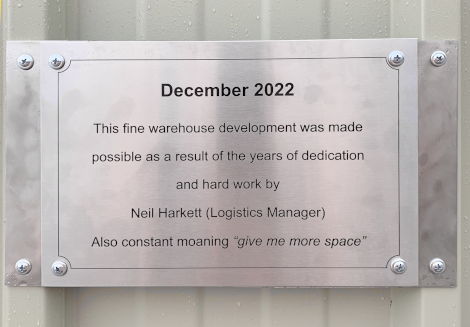 December 2022
This fine warehouse development was made
possible as a result of the years of dedication
and hard work by
Neil Harkett (Logistics Manager)
Also constant moaning “give me more space”